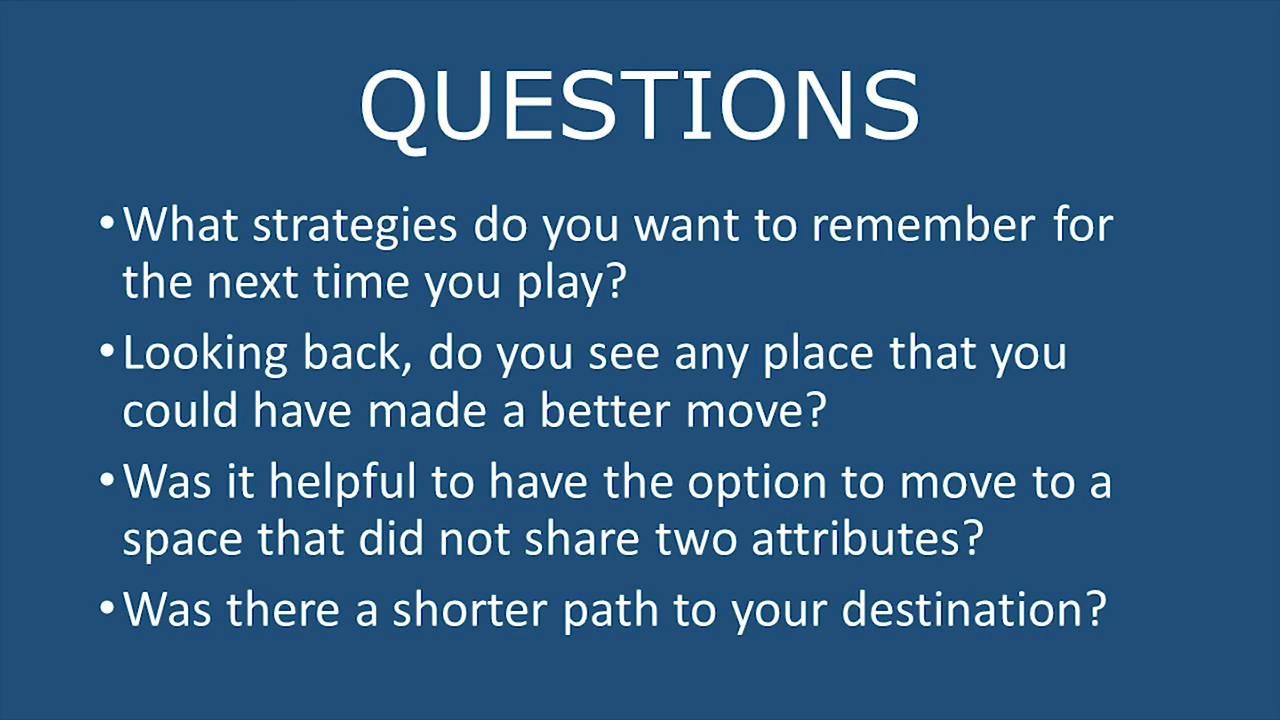 QUESTIONS
•What strategies do you want to remember for
the next time you play?
•Looking back, do you see any place that you
could have made a better move?
•Was it helpful to have the option to move to a
space that did not share two attributes?
•Was there a shorter path to your destination?